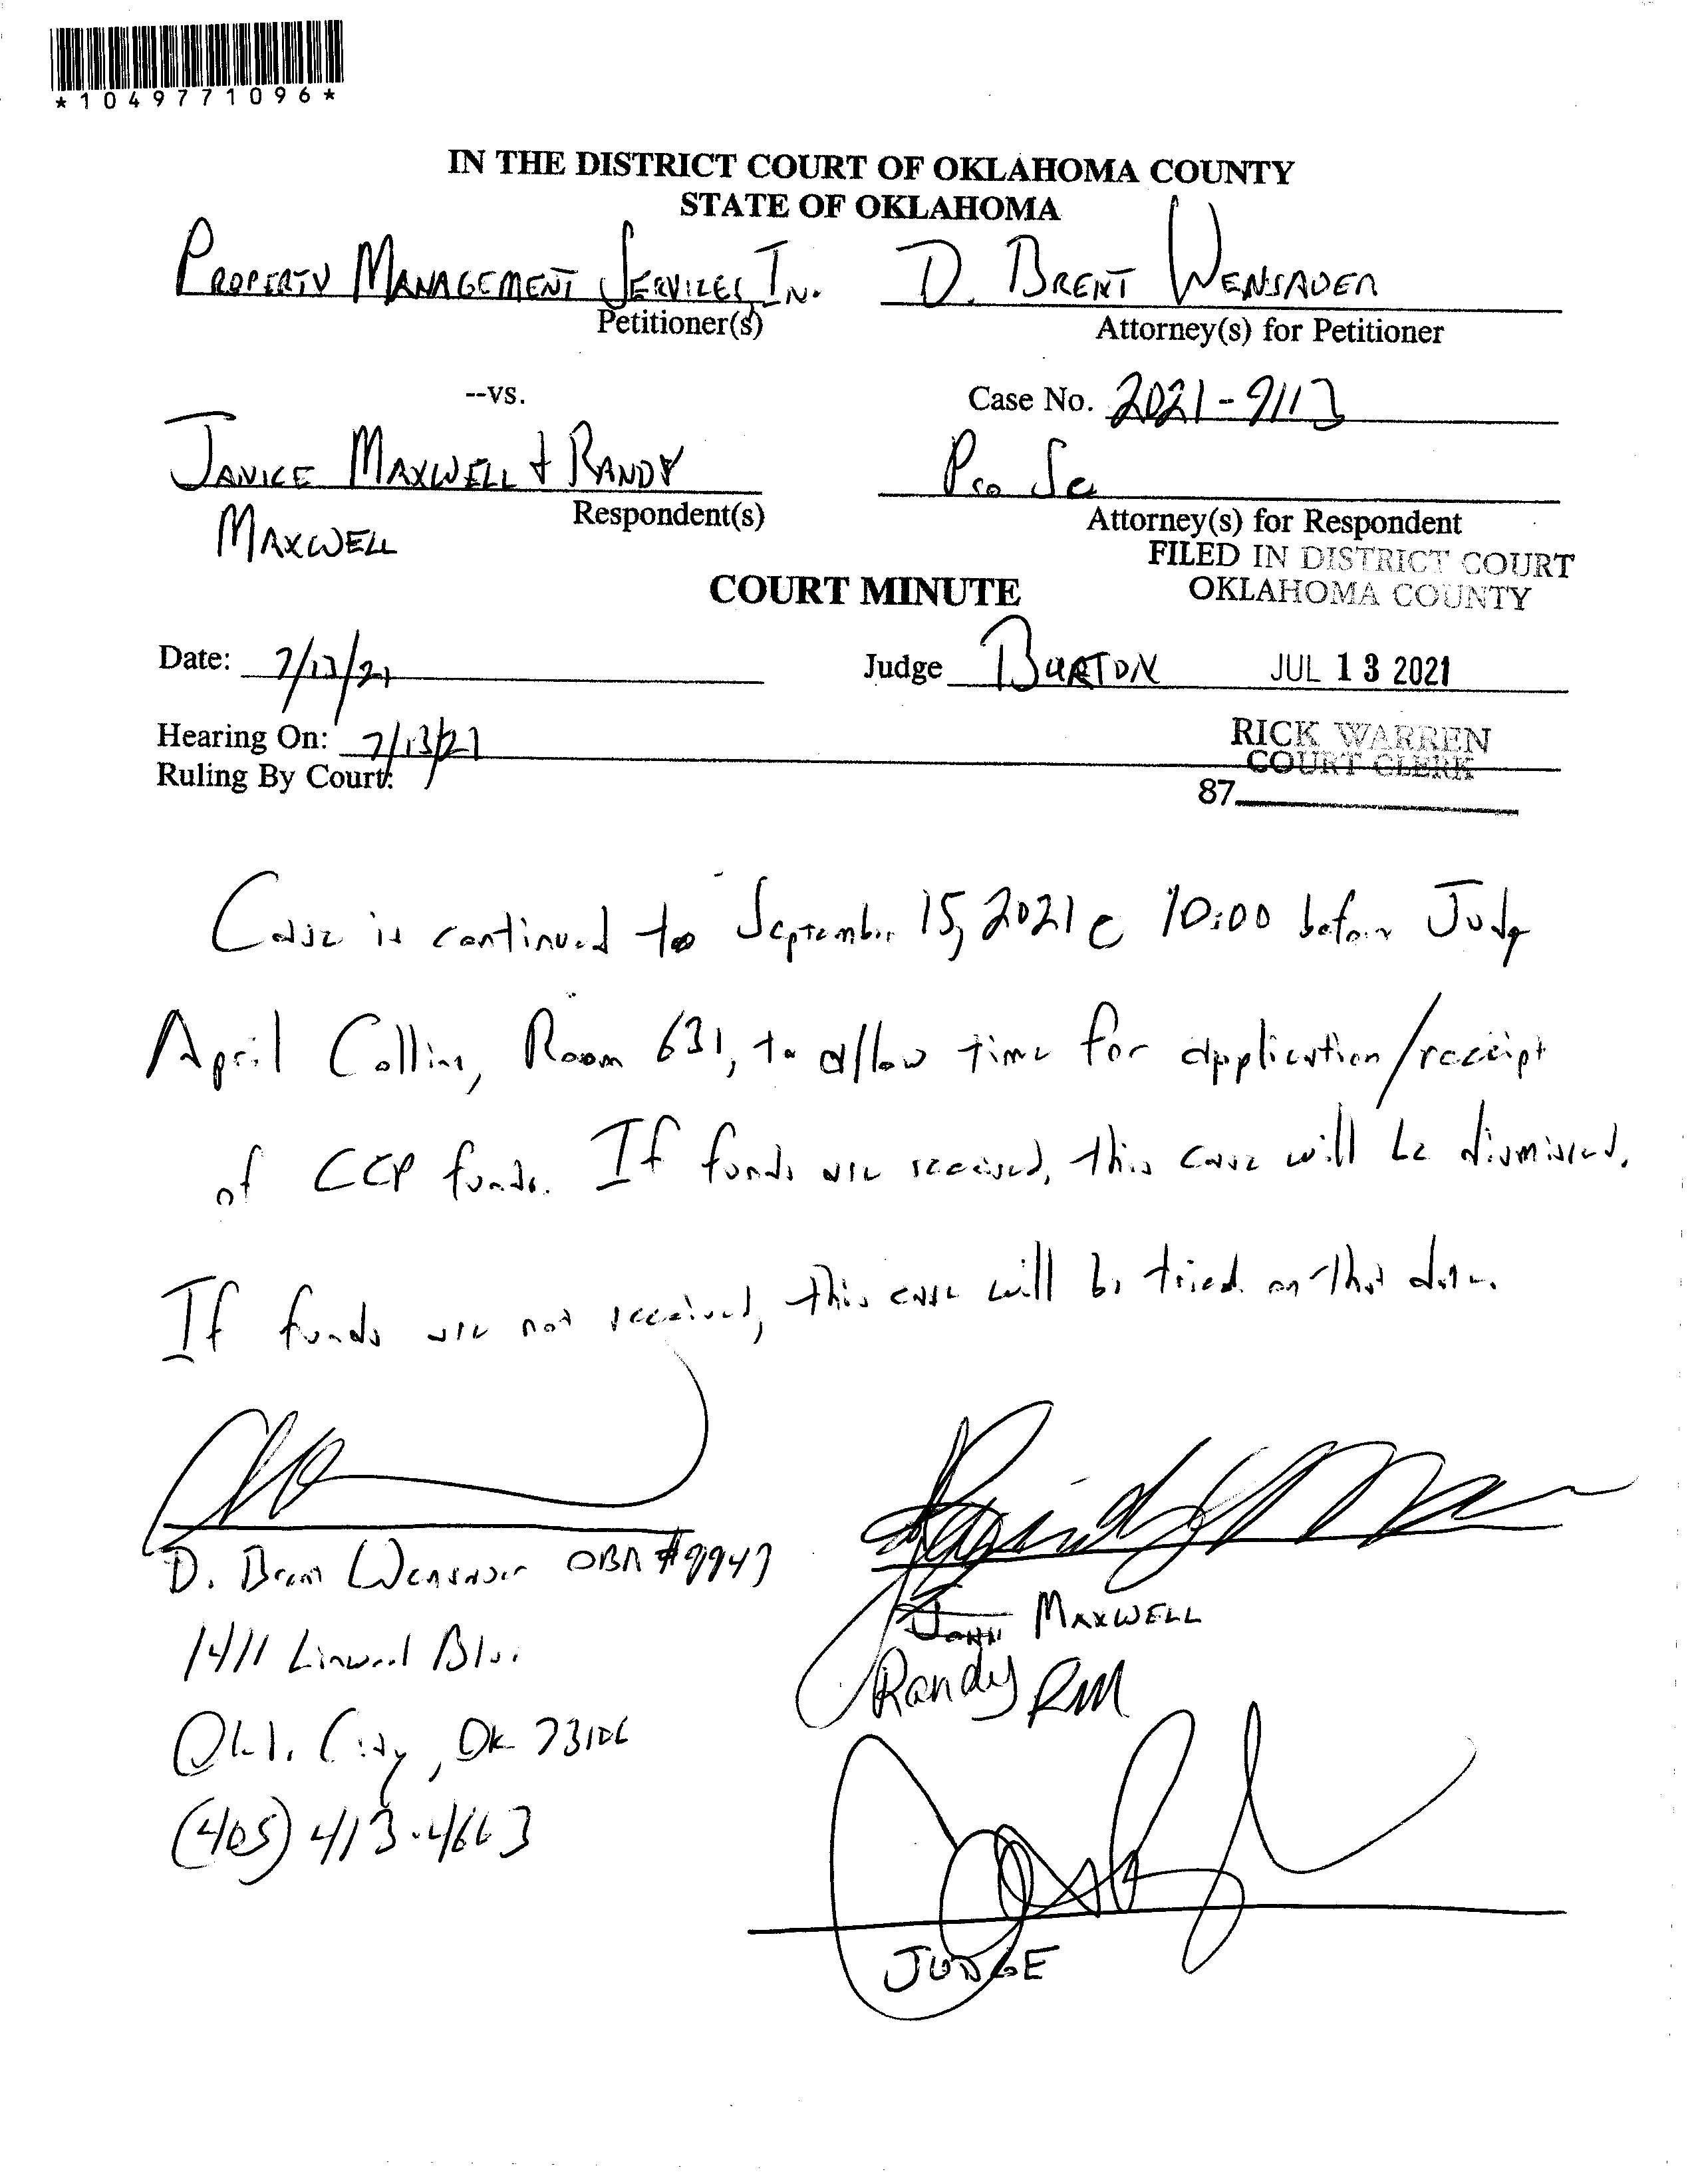 *1049771096*
IN THE DISTRICT COURT OF OKLAHOMA COUNTY
STATE OF OKLAHOMA
PROPERTY MANAGEMENT SERVICES, IN. D. BRENT WENSAUER
Petitioner(s) Attorney(s) for Petitioner
--vs. Case No. 2021-9113
JANICE MAXWELL & RANDY Pro Se
Respondent(s) Attorney(s) for Respondent
MAXWELL
FILED IN DISTRICT COURT
COURT MINUTE OKLAHOMA COUNTY
Date: 7/13/21 Judge BURTON JUL 13 2021
Hearing On: 7/13/21 RICK WARREN
COURT CLERK
Ruling By Court: 87
Case is continued to September 15, 2021 @ 10:00 before Judge
April Collins, Room 631, to allow time for application/receipt
of CCP funds. If funds are received, this case will be dismissed.
If funds are not received, this case will be tried on that date.
D. Brent Wensauer OBA #9947
MAXWELL
1411 Linwood Blv.
Randy RM
Okl. City, OK 73106
(405) 413-4663
JUDGE